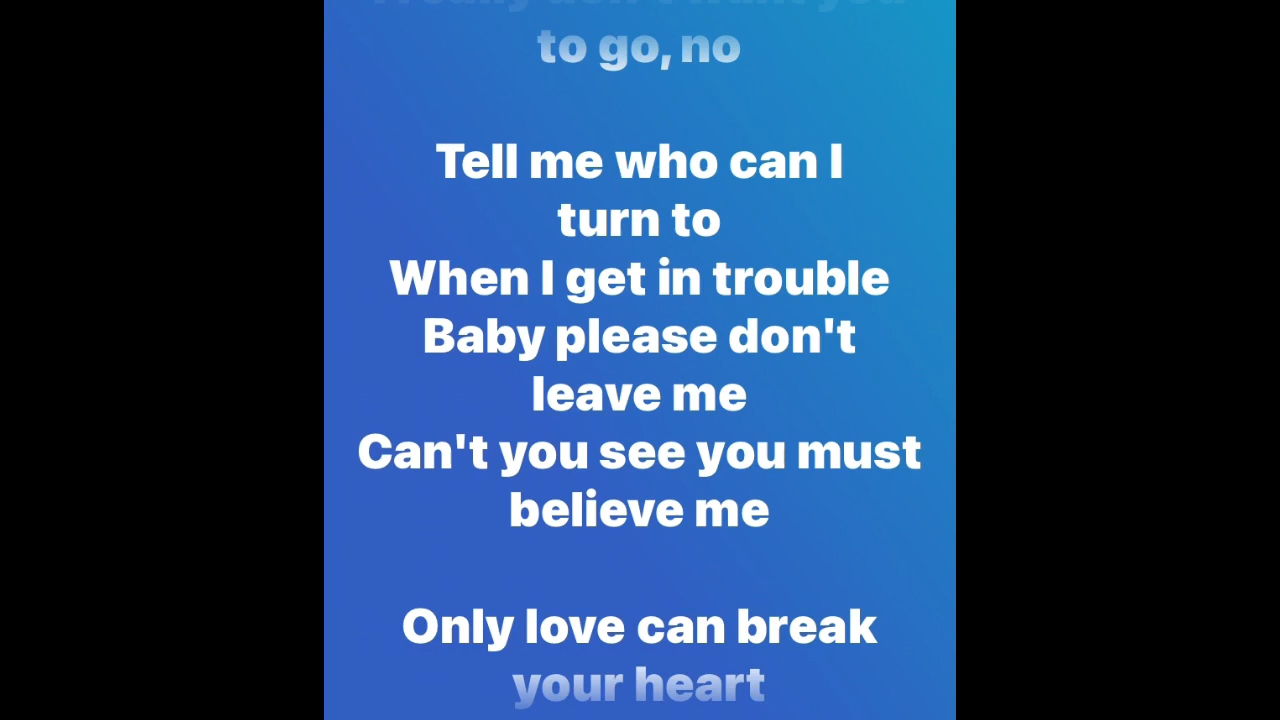 to go, no
Tell me who can I
turn to
When I get in trouble
Baby please don't
leave me
Can't you see you must
believe me
Only love can break
your heart